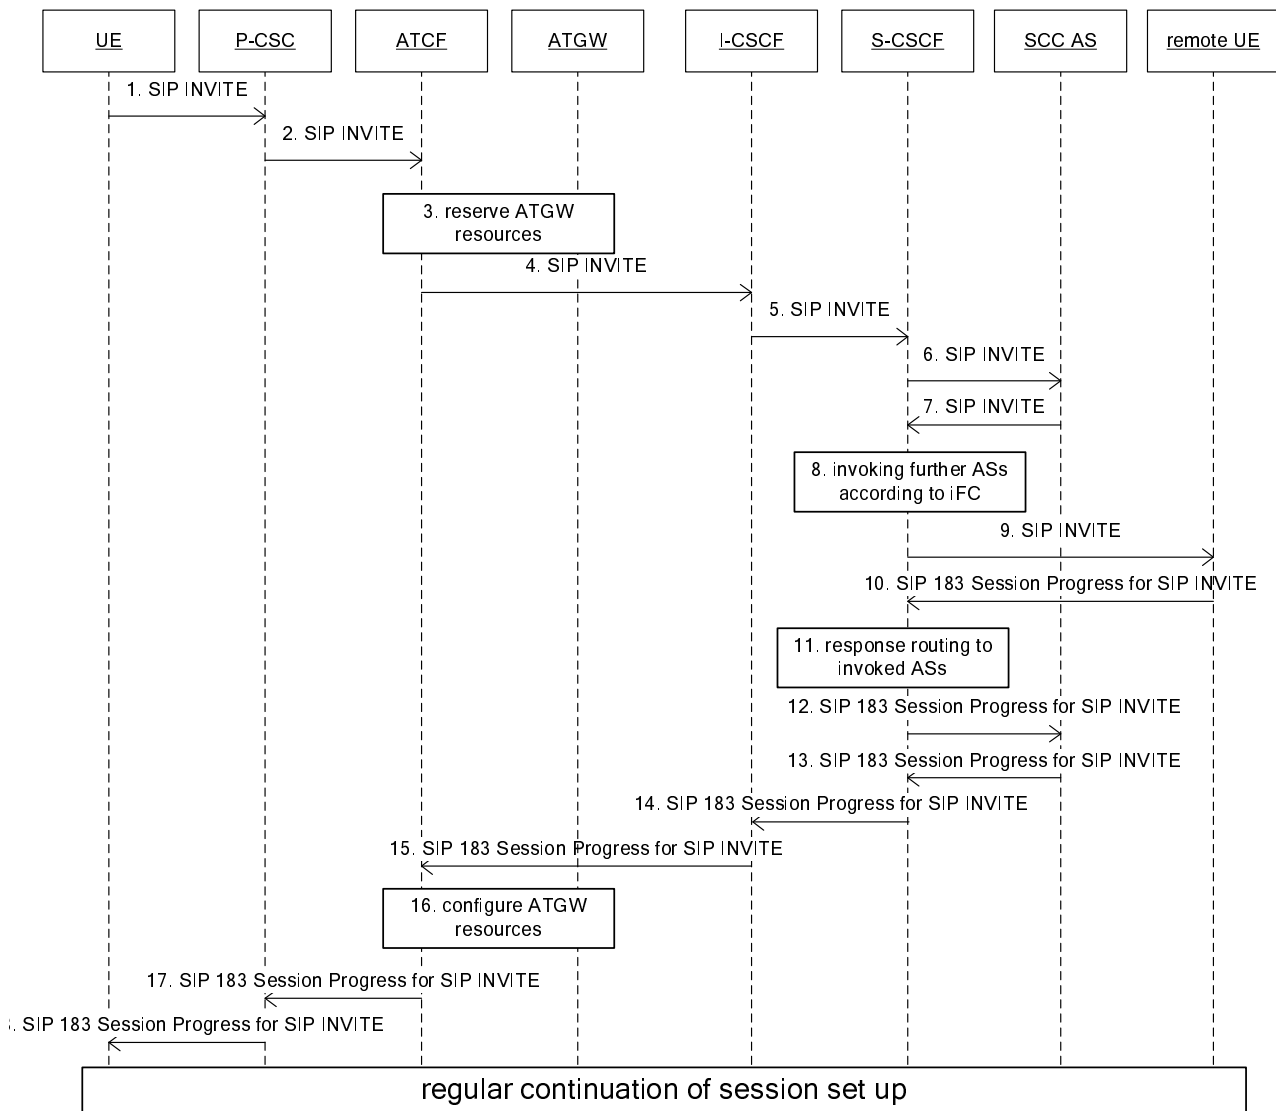 UE
P-CSC
ATCF
ATGW
I-CSCF
S-CSCF
SCC AS
remote UE
1. SIP INVITE
2. SIP INVITE
3. reserve ATGW
resources
4. SIP INVITE
5. SIP INVITE
6. SIP INVITE
7. SIP INVITE
8. invoking further ASs
according to iFC
9. SIP INVITE
10. SIP 183 Session Progress for SIP INVITE
11. response routing to
invoked ASs
12. SIP 183 Session Progress for SIP INVITE
13. SIP 183 Session Progress for SIP INVITE
14. SIP 183 Session Progress for SIP INVITE
15. SIP 183 Session Progress for SIP INVITE
16. configure ATGW
resources
17. SIP 183 Session Progress for SIP INVITE
. SIP 183 Session Progress for SIP INVITE
regular continuation of session set up